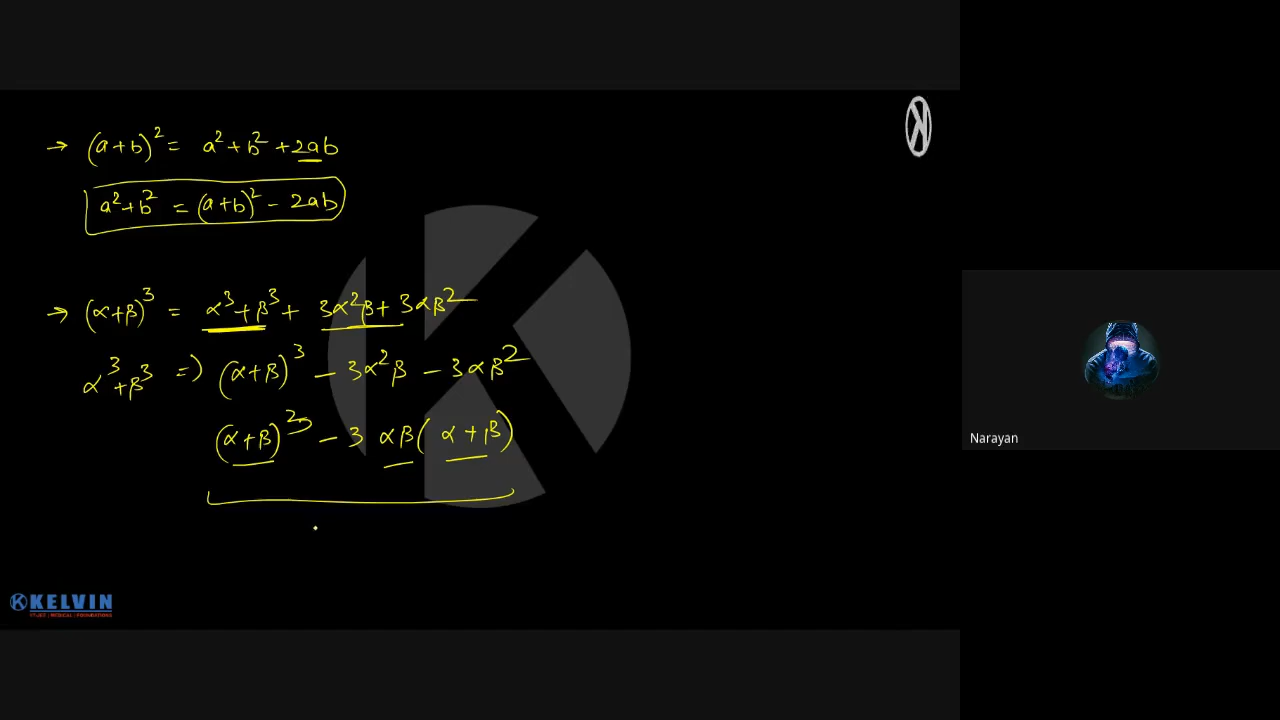 → (a+b)² = a² + b² + 2ab
a² + b² = (a+b)² − 2ab
→ (α+β)³ = α³ + β³ + 3α²β + 3αβ²
α³ + β³ =) (α+β)³ − 3α²β − 3αβ²
(α+β)³ − 3 αβ(α + β)
Narayan
KELVIN